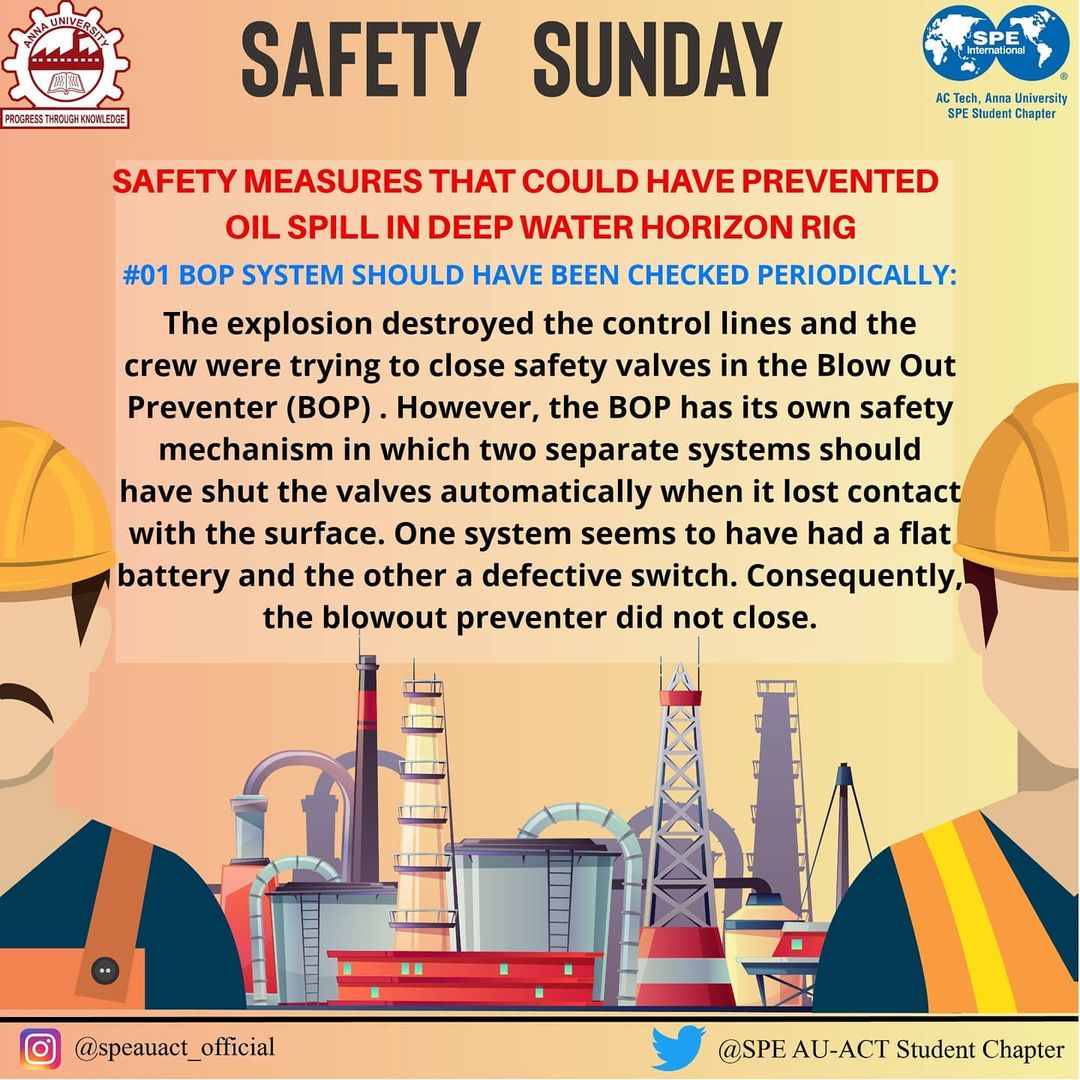 ANNA UNIVERSITY
PROGRESS THROUGH KNOWLEDGE
SAFETY SUNDAY
SPE
International
®
AC Tech, Anna University
SPE Student Chapter
SAFETY MEASURES THAT COULD HAVE PREVENTED
OIL SPILL IN DEEP WATER HORIZON RIG
#01 BOP SYSTEM SHOULD HAVE BEEN CHECKED PERIODICALLY:
The explosion destroyed the control lines and the
crew were trying to close safety valves in the Blow Out
Preventer (BOP) . However, the BOP has its own safety
mechanism in which two separate systems should
have shut the valves automatically when it lost contact
with the surface. One system seems to have had a flat
battery and the other a defective switch. Consequently,
the blowout preventer did not close.
@speauact_official
@SPE AU-ACT Student Chapter